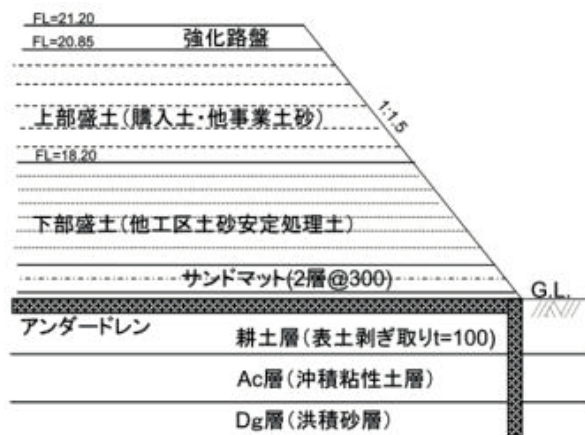 FL=21.20
強化路盤
FL=20.85
上部盛土(購入土・他事業土砂)
1:1.5
FL=18.20
下部盛土(他工区土砂安定処理土)
サンドマット(2層@300)
G.L.
アンダードレン
耕土層(表土剥ぎ取りt=100)
Ac層(沖積粘性土層)
Dg層(洪積砂層)